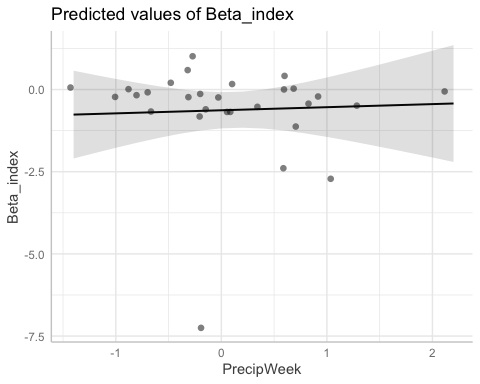 Predicted values of Beta_index
0.0
-2.5
-5.0
-7.5
Beta_index
-1
0
1
2
PrecipWeek